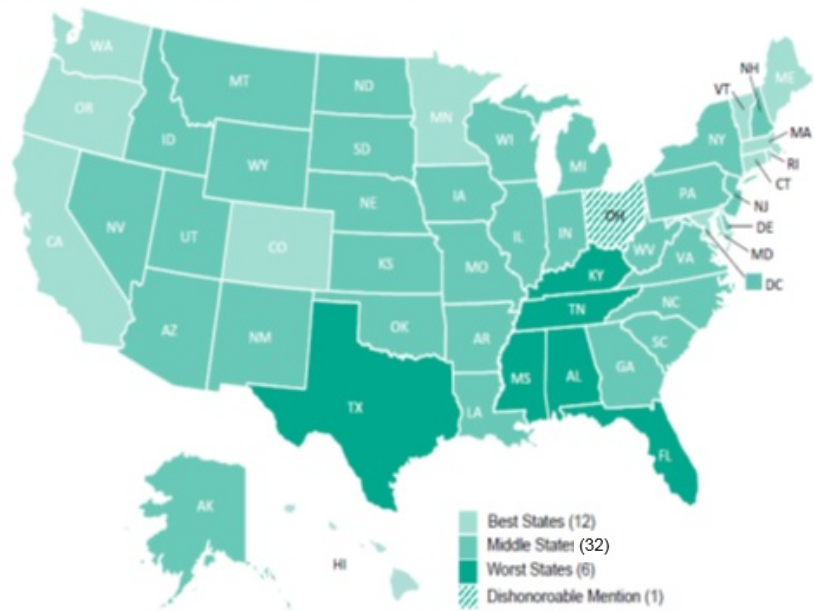 WA
MT
ND
MN
OR
ID
SD
WI
MI
NY
VT
NH
ME
MA
RI
CT
NJ
DE
MD
DC
WY
NE
IA
PA
OH
IL
IN
NV
UT
CO
CA
KS
MO
WV
VA
KY
NC
TN
AZ
NM
OK
AR
SC
GA
MS
AL
TX
LA
FL
AK
HI
Best States (12)
Middle States (32)
Worst States (6)
Dishonoroable Mention (1)